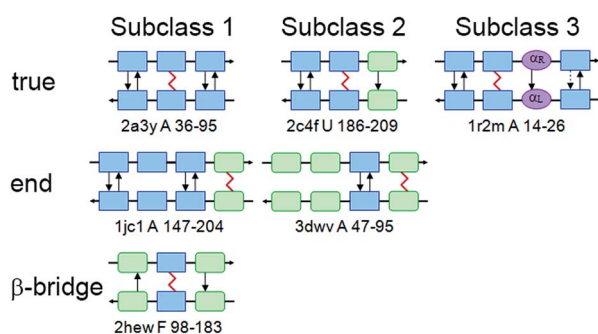 Subclass 1 Subclass 2 Subclass 3
true
αR
αL
2a3y A 36-95 2c4f U 186-209 1r2m A 14-26
end
1jc1 A 147-204 3dwv A 47-95
β-bridge
2hew F 98-183